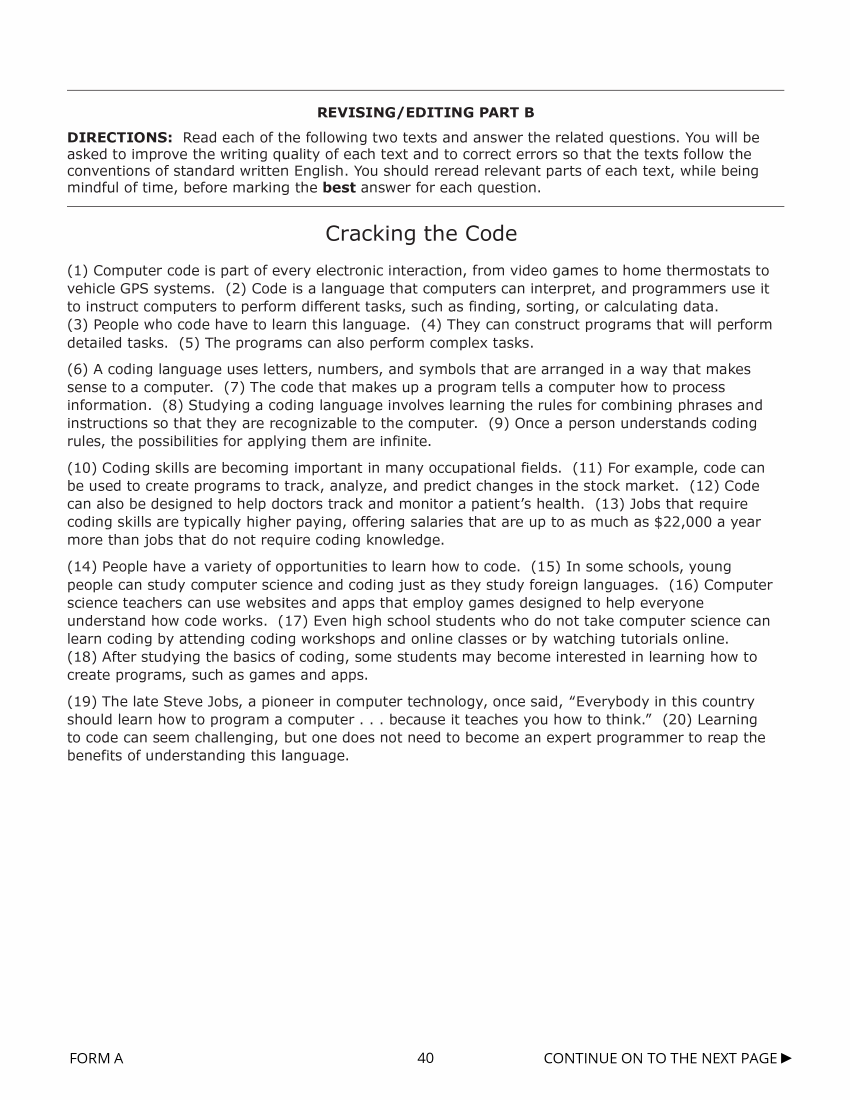 REVISING/EDITING PART B
DIRECTIONS: Read each of the following two texts and answer the related questions. You will be
asked to improve the writing quality of each text and to correct errors so that the texts follow the
conventions of standard written English. You should reread relevant parts of each text, while being
mindful of time, before marking the best answer for each question.
Cracking the Code
(1) Computer code is part of every electronic interaction, from video games to home thermostats to
vehicle GPS systems. (2) Code is a language that computers can interpret, and programmers use it
to instruct computers to perform different tasks, such as finding, sorting, or calculating data.
(3) People who code have to learn this language. (4) They can construct programs that will perform
detailed tasks. (5) The programs can also perform complex tasks.
(6) A coding language uses letters, numbers, and symbols that are arranged in a way that makes
sense to a computer. (7) The code that makes up a program tells a computer how to process
information. (8) Studying a coding language involves learning the rules for combining phrases and
instructions so that they are recognizable to the computer. (9) Once a person understands coding
rules, the possibilities for applying them are infinite.
(10) Coding skills are becoming important in many occupational fields. (11) For example, code can
be used to create programs to track, analyze, and predict changes in the stock market. (12) Code
can also be designed to help doctors track and monitor a patient's health. (13) Jobs that require
coding skills are typically higher paying, offering salaries that are up to as much as $22,000 a year
more than jobs that do not require coding knowledge.
(14) People have a variety of opportunities to learn how to code. (15) In some schools, young
people can study computer science and coding just as they study foreign languages. (16) Computer
science teachers can use websites and apps that employ games designed to help everyone
understand how code works. (17) Even high school students who do not take computer science can
learn coding by attending coding workshops and online classes or by watching tutorials online.
(18) After studying the basics of coding, some students may become interested in learning how to
create programs, such as games and apps.
(19) The late Steve Jobs, a pioneer in computer technology, once said, “Everybody in this country
should learn how to program a computer . . . because it teaches you how to think.” (20) Learning
to code can seem challenging, but one does not need to become an expert programmer to reap the
benefits of understanding this language.
FORM A 40 CONTINUE ON TO THE NEXT PAGE ►